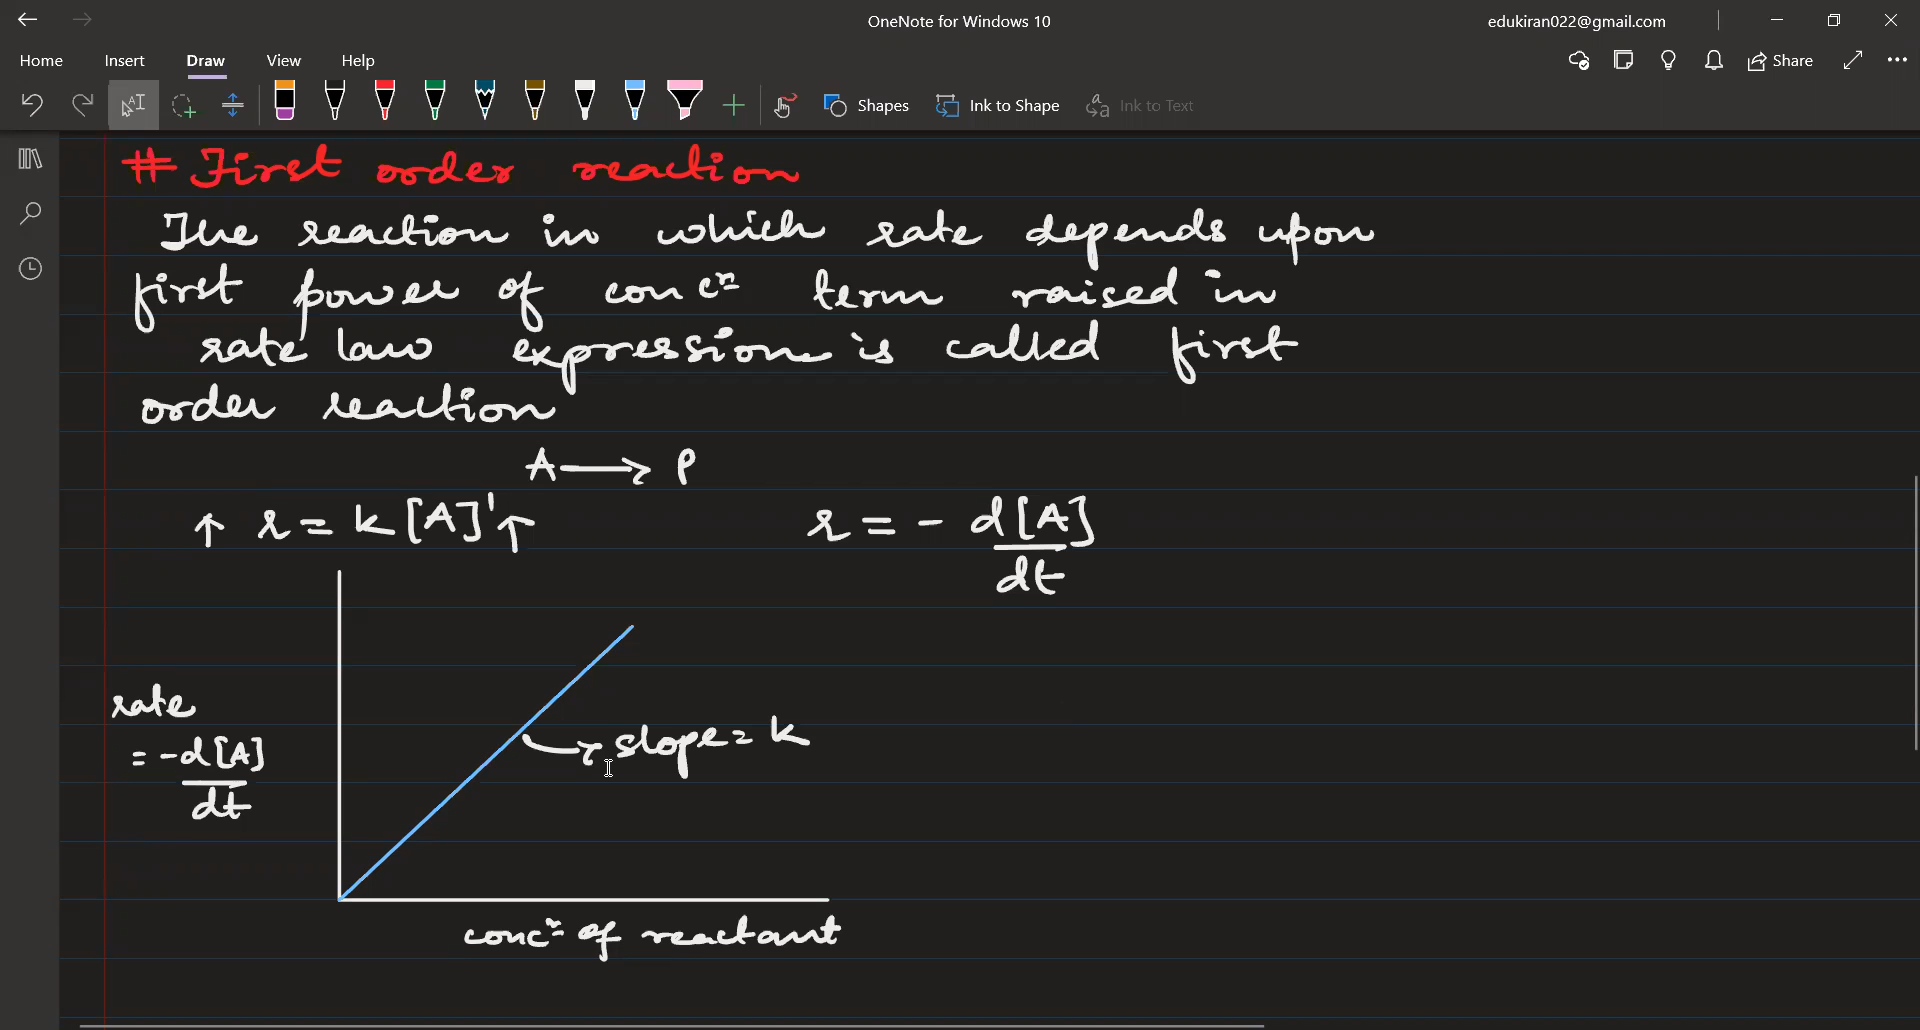 OneNote for Windows 10
edukiran022@gmail.com
Home Insert Draw View Help
Share
Shapes Ink to Shape Ink to Text
# First order reaction
The reaction in which rate depends upon
first power of concⁿ term raised in
rate law expression is called first
order reaction
A → P
↑ r = k [A]¹ ↑ r = - d[A]/dt
rate
= -d[A]/dt
slope = k
concⁿ of reactant